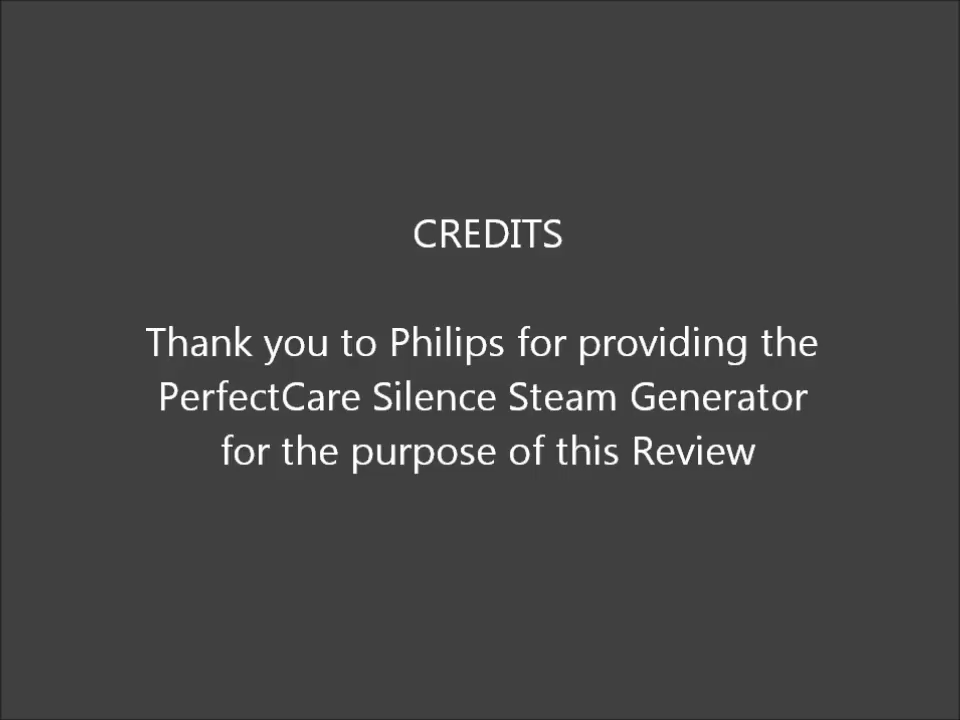 CREDITS
Thank you to Philips for providing the
PerfectCare Silence Steam Generator
for the purpose of this Review